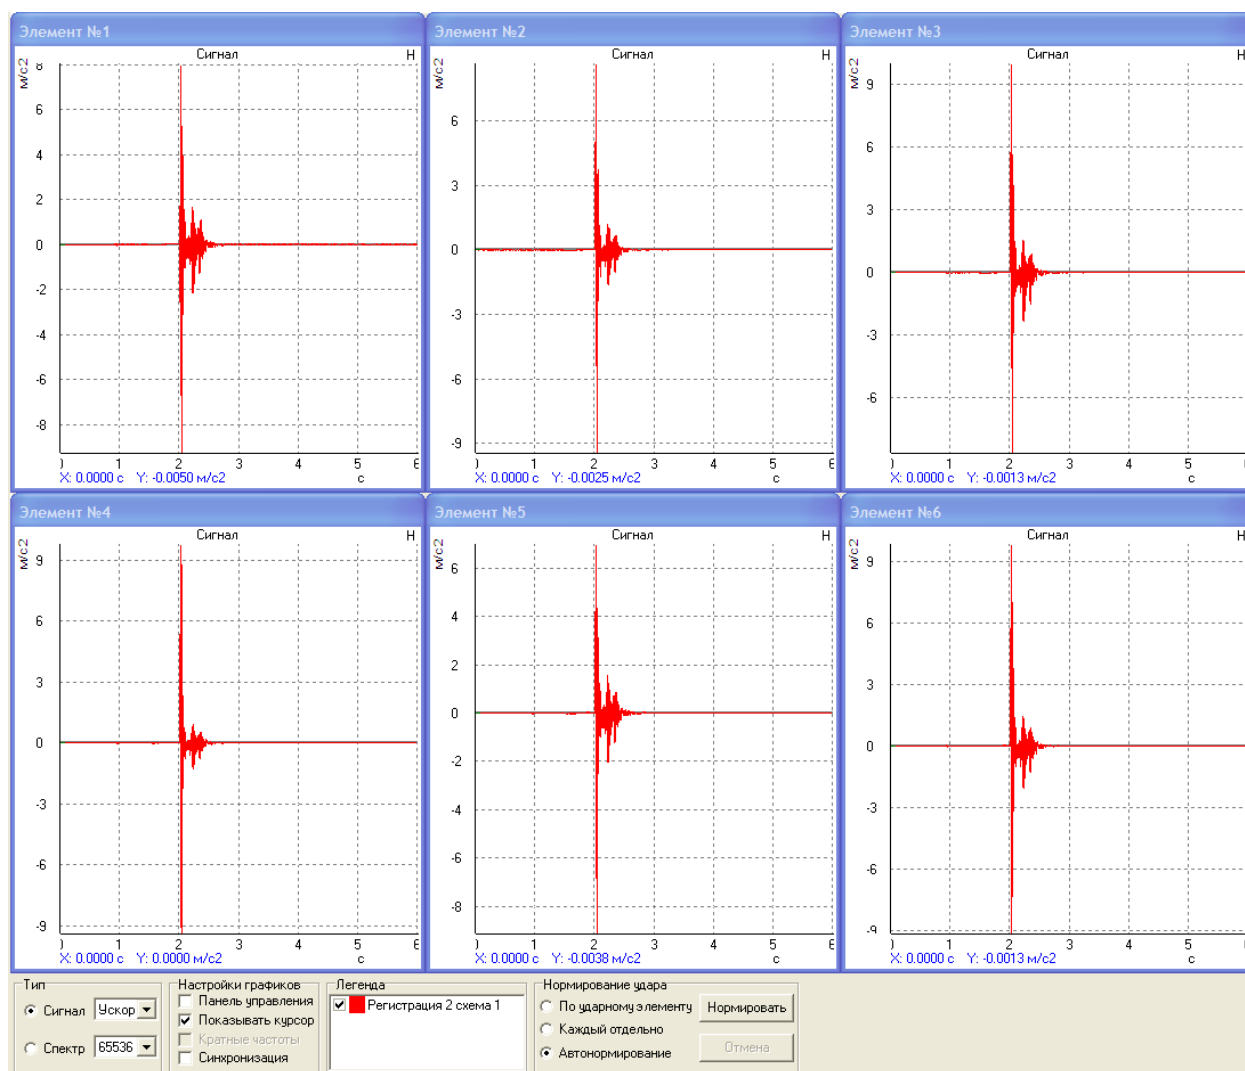 Элемент №1
Сигнал
Н
м/с2
8
6
4
2
0
-2
-4
-6
-8
) 1 2 3 4 5 6
X: 0.0000 с Y: -0.0050 м/с2
с
Элемент №2
Сигнал
Н
м/с2
6
3
0
-3
-6
-9
) 1 2 3 4 5 6
X: 0.0000 с Y: -0.0025 м/с2
с
Элемент №3
Сигнал
Н
м/с2
9
6
3
0
-3
-6
) 1 2 3 4 5
X: 0.0000 с Y: -0.0013 м/с2
с
Элемент №4
Сигнал
Н
м/с2
9
6
3
0
-3
-6
-9
) 1 2 3 4 5 6
X: 0.0000 с Y: 0.0000 м/с2
с
Элемент №5
Сигнал
Н
м/с2
6
4
2
0
-2
-4
-6
-8
) 1 2 3 4 5 6
X: 0.0000 с Y: -0.0038 м/с2
с
Элемент №6
Сигнал
Н
м/с2
9
6
3
0
-3
-6
-9
) 1 2 3 4 5
X: 0.0000 с Y: -0.0013 м/с2
с
Тип
Сигнал Ускор
Спектр 65536
Настройки графиков
Панель управления
Показывать курсор
Кратные частоты
Синхронизация
Легенда
Регистрация 2 схема 1
Нормирование удара
По ударному элементу
Каждый отдельно
Автонормирование
Нормировать
Отмена